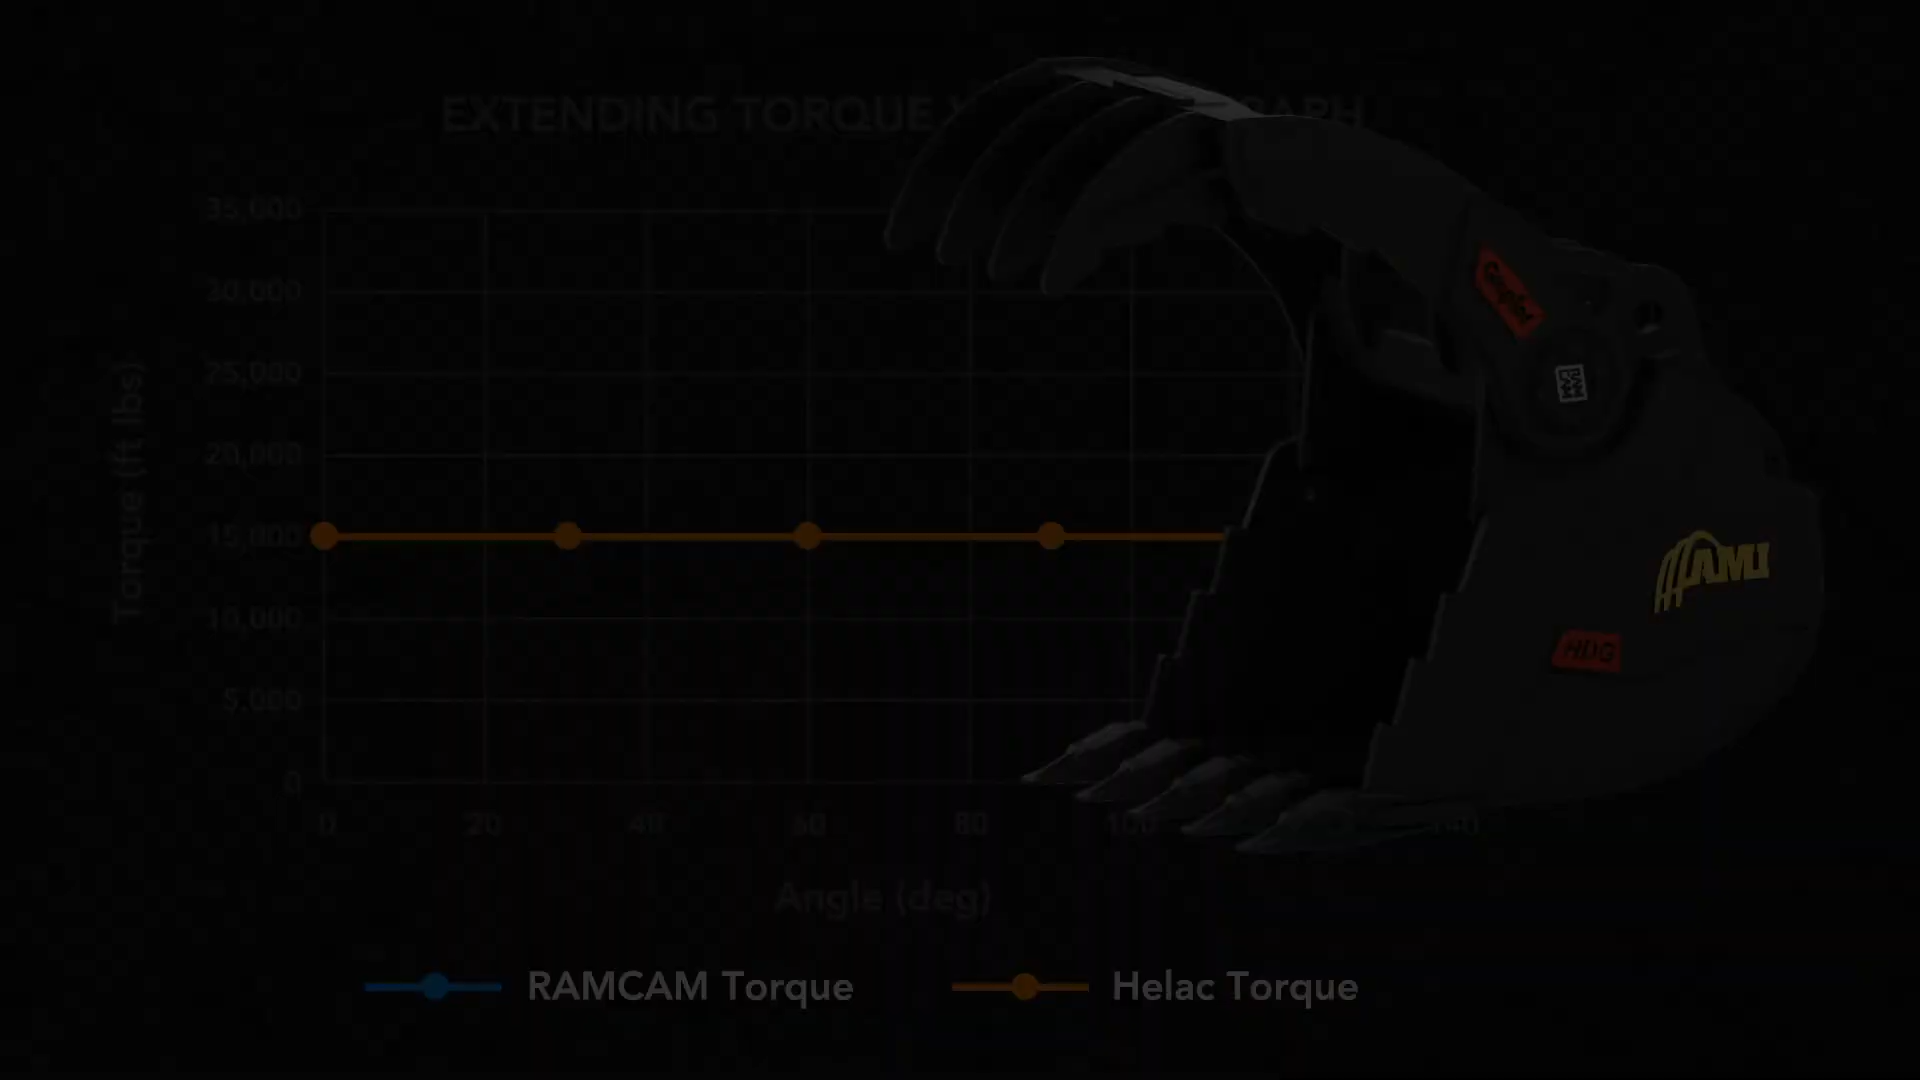 EXTENDING TORQUE
35,000
30,000
25,000
20,000
15,000
10,000
5,000
0
Torque (ft lbs)
0 20 40 60 80 100 140
Angle (deg)
RAMCAM Torque
Helac Torque
AMI
HDG